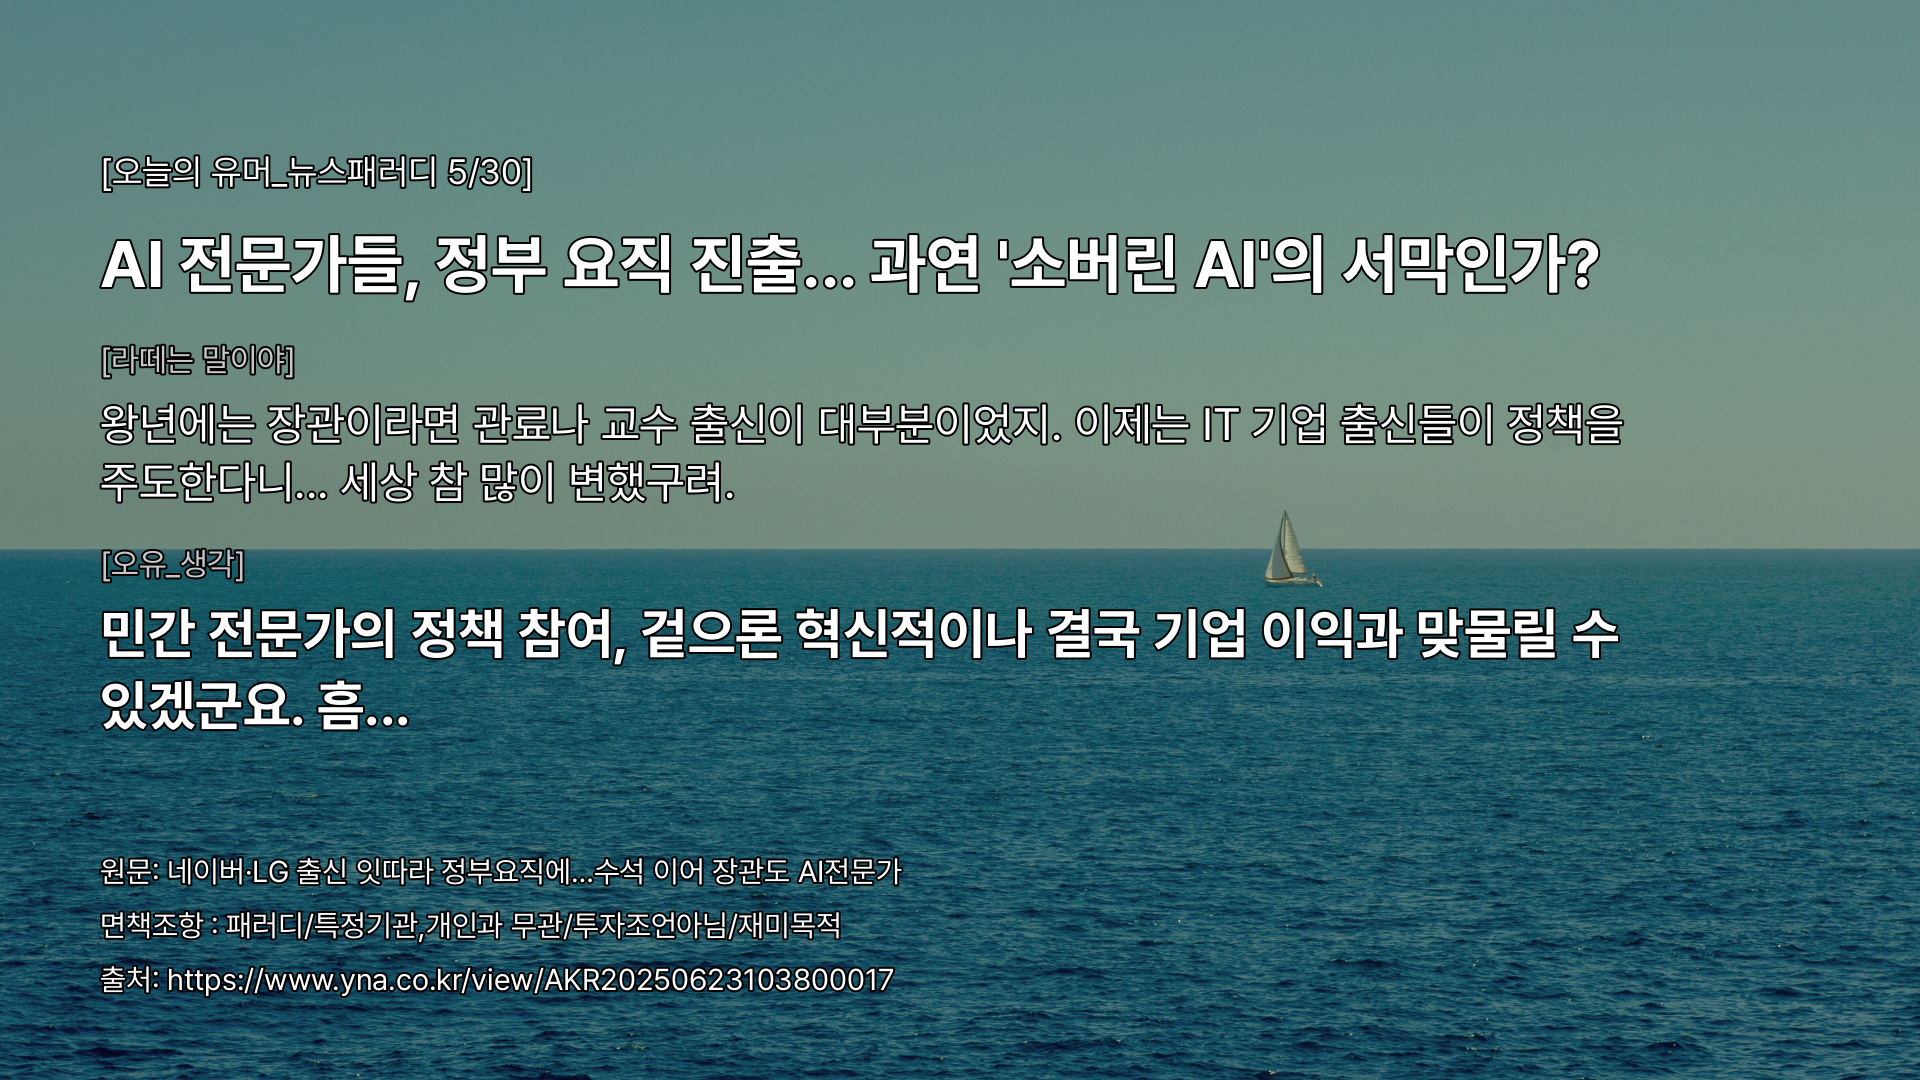 [오늘의 유머_뉴스패러디 5/30]
AI 전문가들, 정부 요직 진출... 과연 '소버린 AI'의 서막인가?
[라떼는 말이야]
왕년에는 장관이라면 관료나 교수 출신이 대부분이었지. 이제는 IT 기업 출신들이 정책을
주도한다니... 세상 참 많이 변했구려.
[오유_생각]
민간 전문가의 정책 참여, 겉으론 혁신적이나 결국 기업 이익과 맞물릴 수
있겠군요. 흠...
원문: 네이버·LG 출신 잇따라 정부요직에...수석 이어 장관도 AI전문가
면책조항 : 패러디/특정기관,개인과 무관/투자조언아님/재미목적
출처: https://www.yna.co.kr/view/AKR20250623103800017